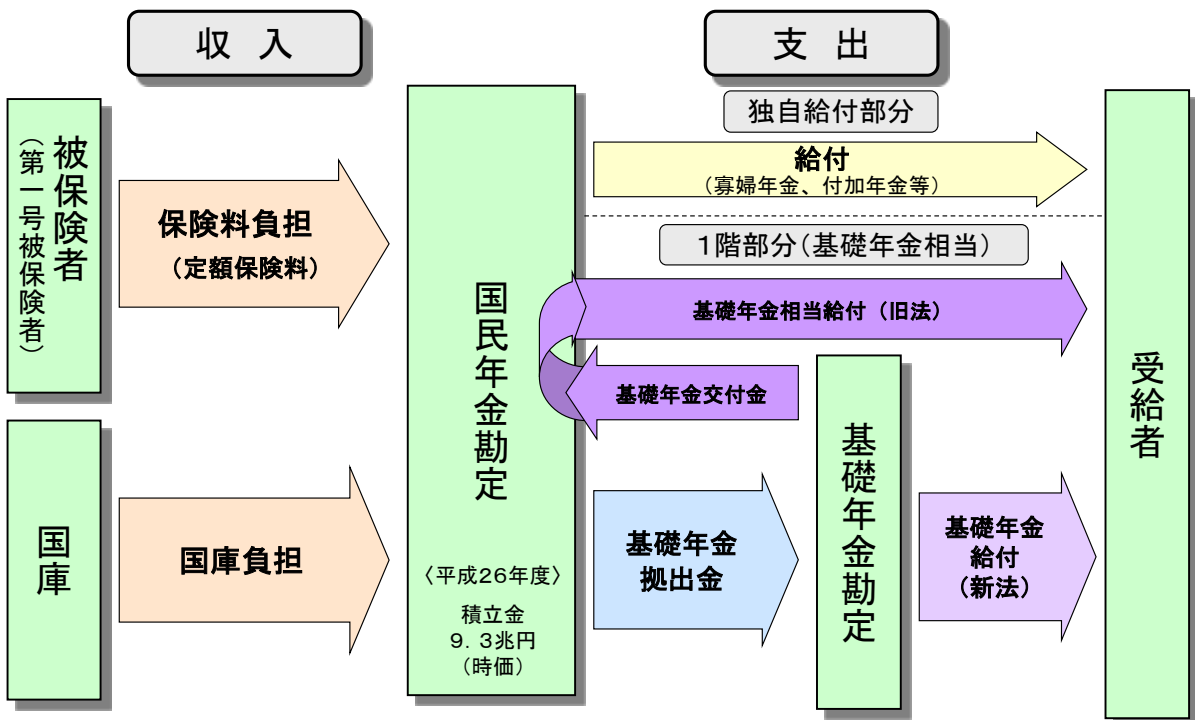 収 入
支 出
被保険者
（第一号被保険者）
保険料負担
（定額保険料）
国庫
国庫負担
国民年金勘定
〈平成２６年度〉
積立金
９．３兆円
（時価）
独自給付部分
給付
（寡婦年金、付加年金等）
１階部分（基礎年金相当）
基礎年金相当給付（旧法）
基礎年金交付金
基礎年金
拠出金
基礎年金勘定
基礎年金
給付
（新法）
受給者